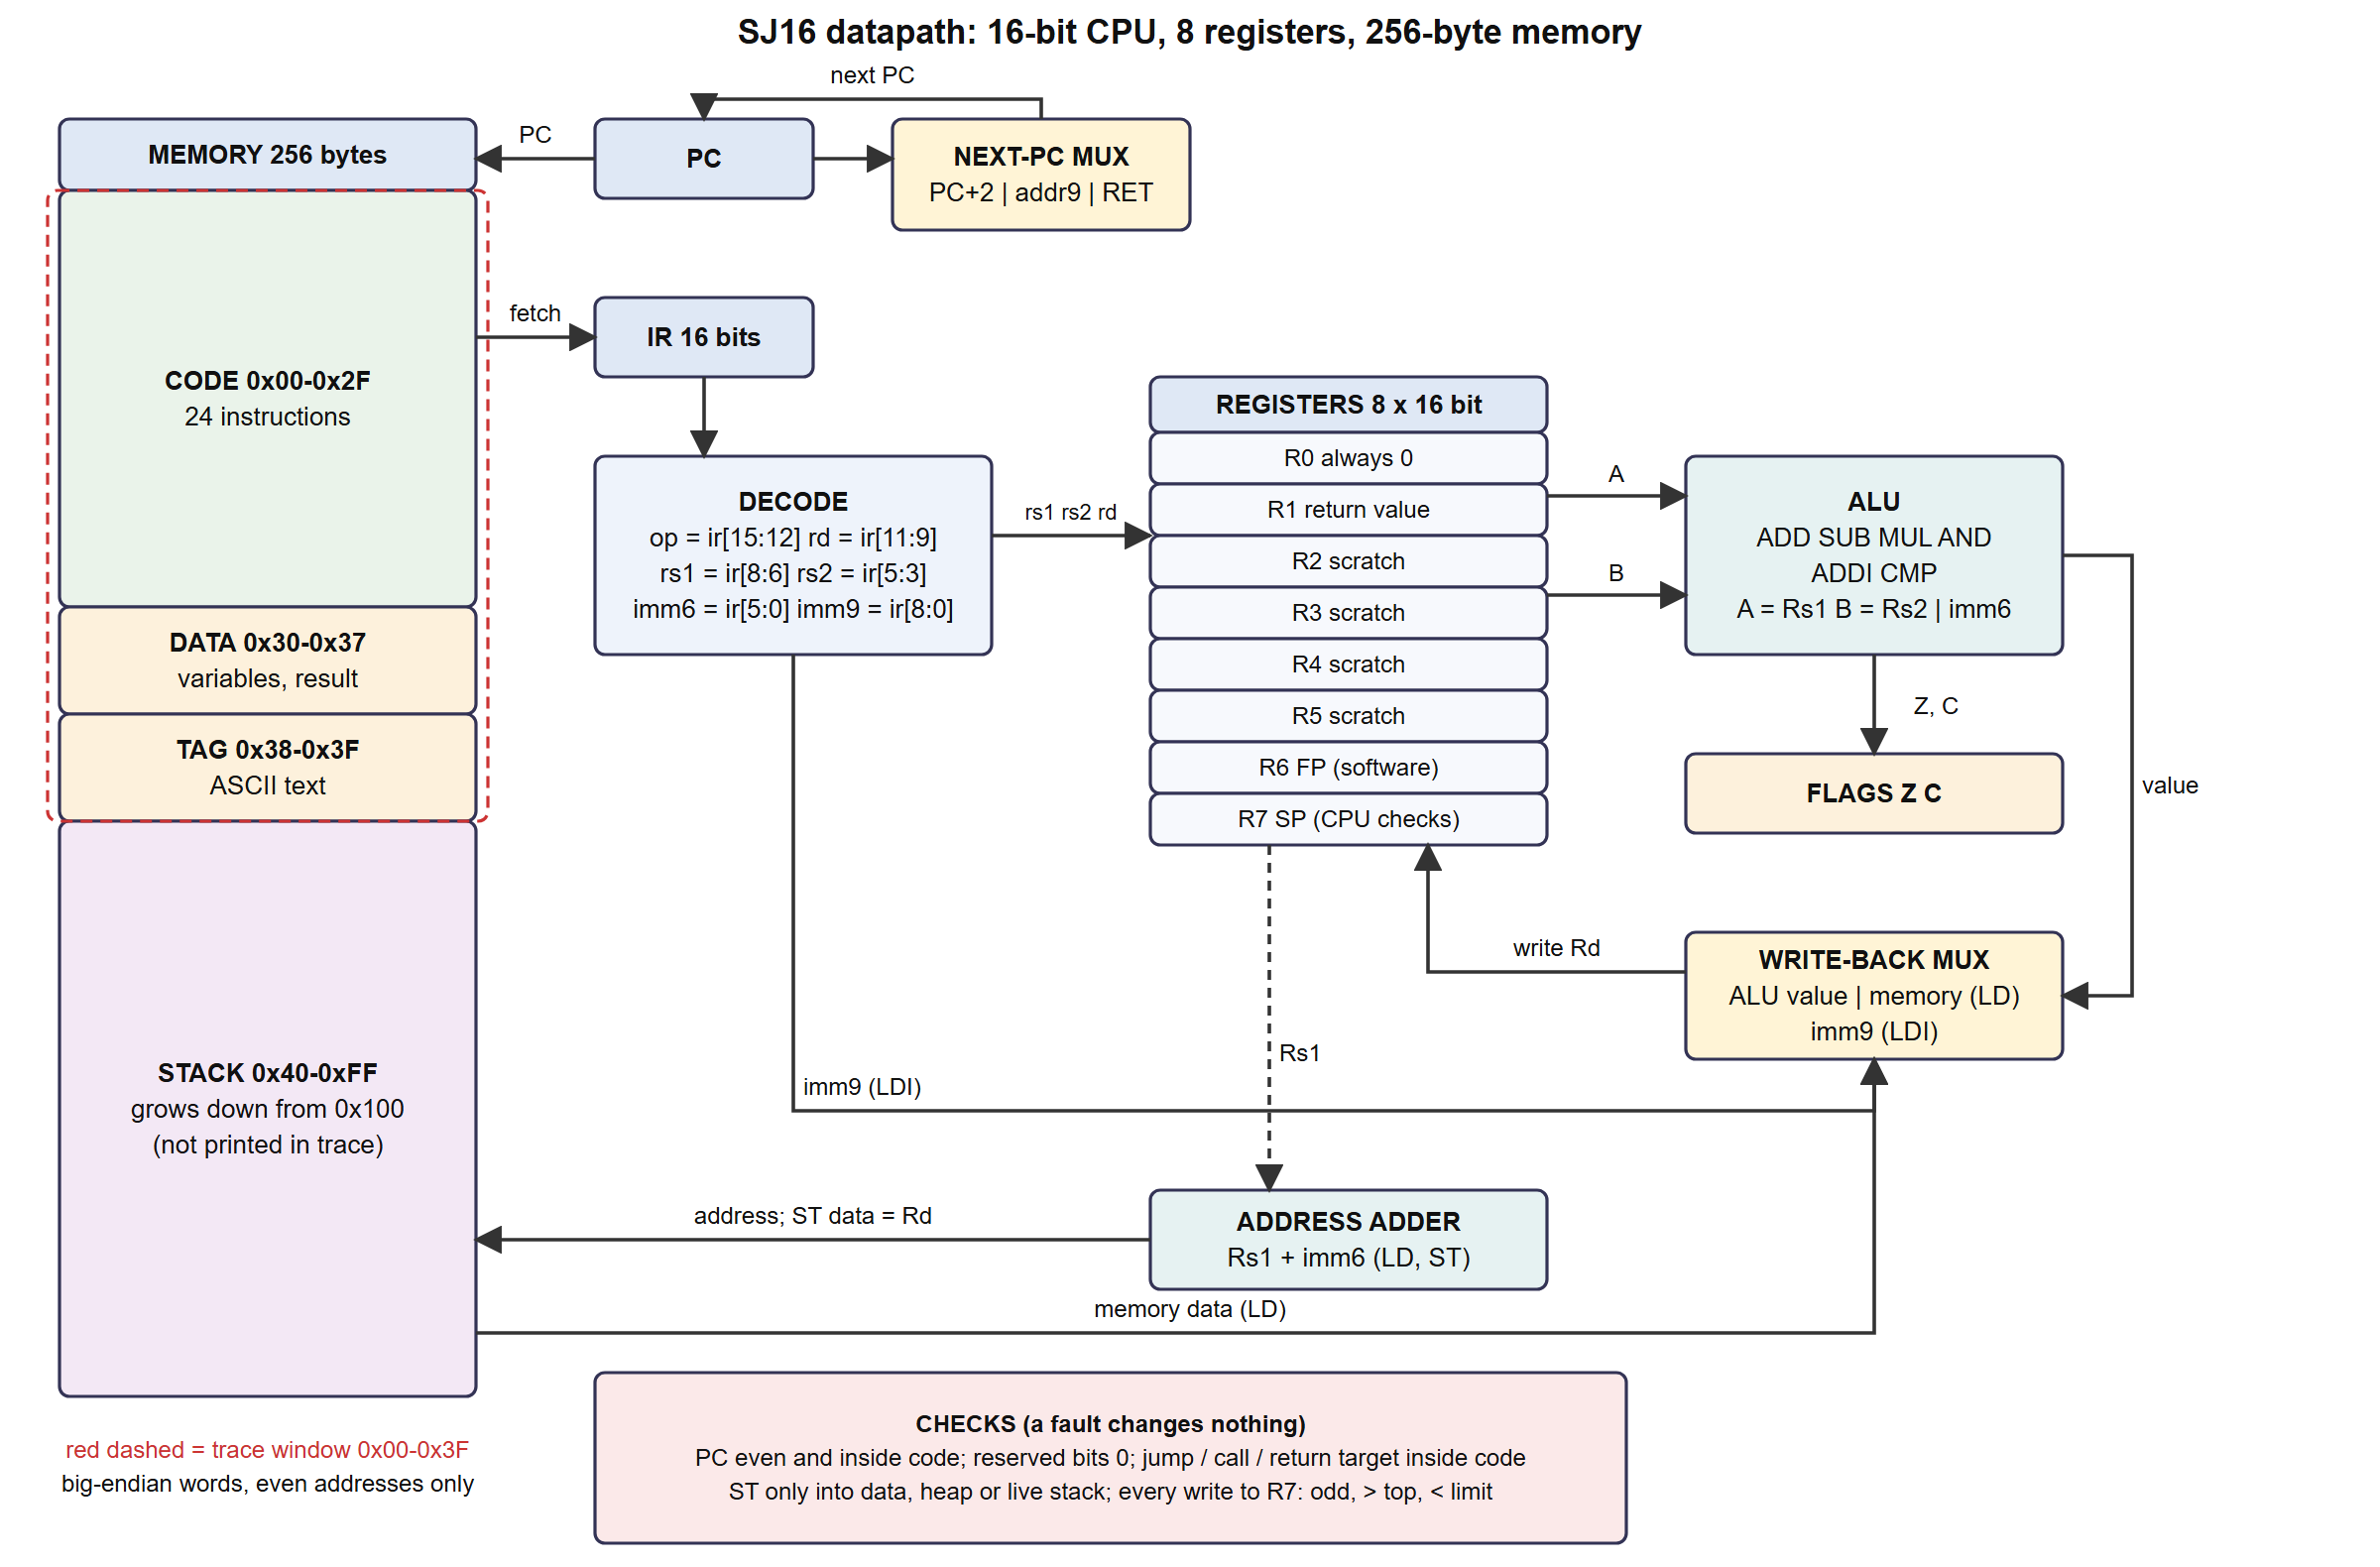 SJ16 datapath: 16-bit CPU, 8 registers, 256-byte memory
next PC
MEMORY 256 bytes
PC
PC
NEXT-PC MUX
PC+2 | addr9 | RET
CODE 0x00-0x2F
24 instructions
fetch
IR 16 bits
DECODE
op = ir[15:12] rd = ir[11:9]
rs1 = ir[8:6] rs2 = ir[5:3]
imm6 = ir[5:0] imm9 = ir[8:0]
rs1 rs2 rd
REGISTERS 8 x 16 bit
R0 always 0
R1 return value
R2 scratch
R3 scratch
R4 scratch
R5 scratch
R6 FP (software)
R7 SP (CPU checks)
A
B
ALU
ADD SUB MUL AND
ADDI CMP
A = Rs1 B = Rs2 | imm6
Z, C
FLAGS Z C
value
DATA 0x30-0x37
variables, result
TAG 0x38-0x3F
ASCII text
STACK 0x40-0xFF
grows down from 0x100
(not printed in trace)
write Rd
WRITE-BACK MUX
ALU value | memory (LD)
imm9 (LDI)
Rs1
imm9 (LDI)
address; ST data = Rd
ADDRESS ADDER
Rs1 + imm6 (LD, ST)
memory data (LD)
CHECKS (a fault changes nothing)
PC even and inside code; reserved bits 0; jump / call / return target inside code
ST only into data, heap or live stack; every write to R7: odd, > top, < limit
red dashed = trace window 0x00-0x3F
big-endian words, even addresses only